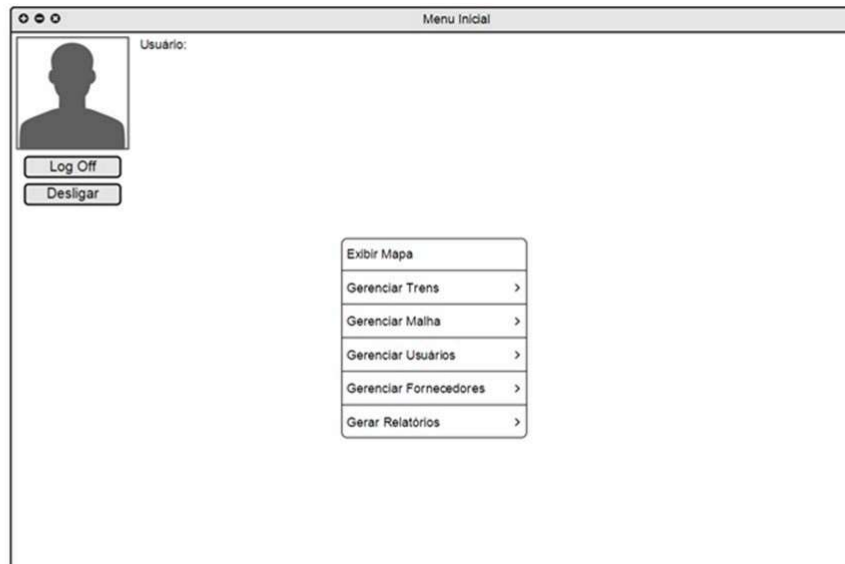 Menu Inicial
Usuário:
Log Off
Desligar
Exibir Mapa
Gerenciar Trens
Gerenciar Malha
Gerenciar Usuários
Gerenciar Fornecedores
Gerar Relatórios